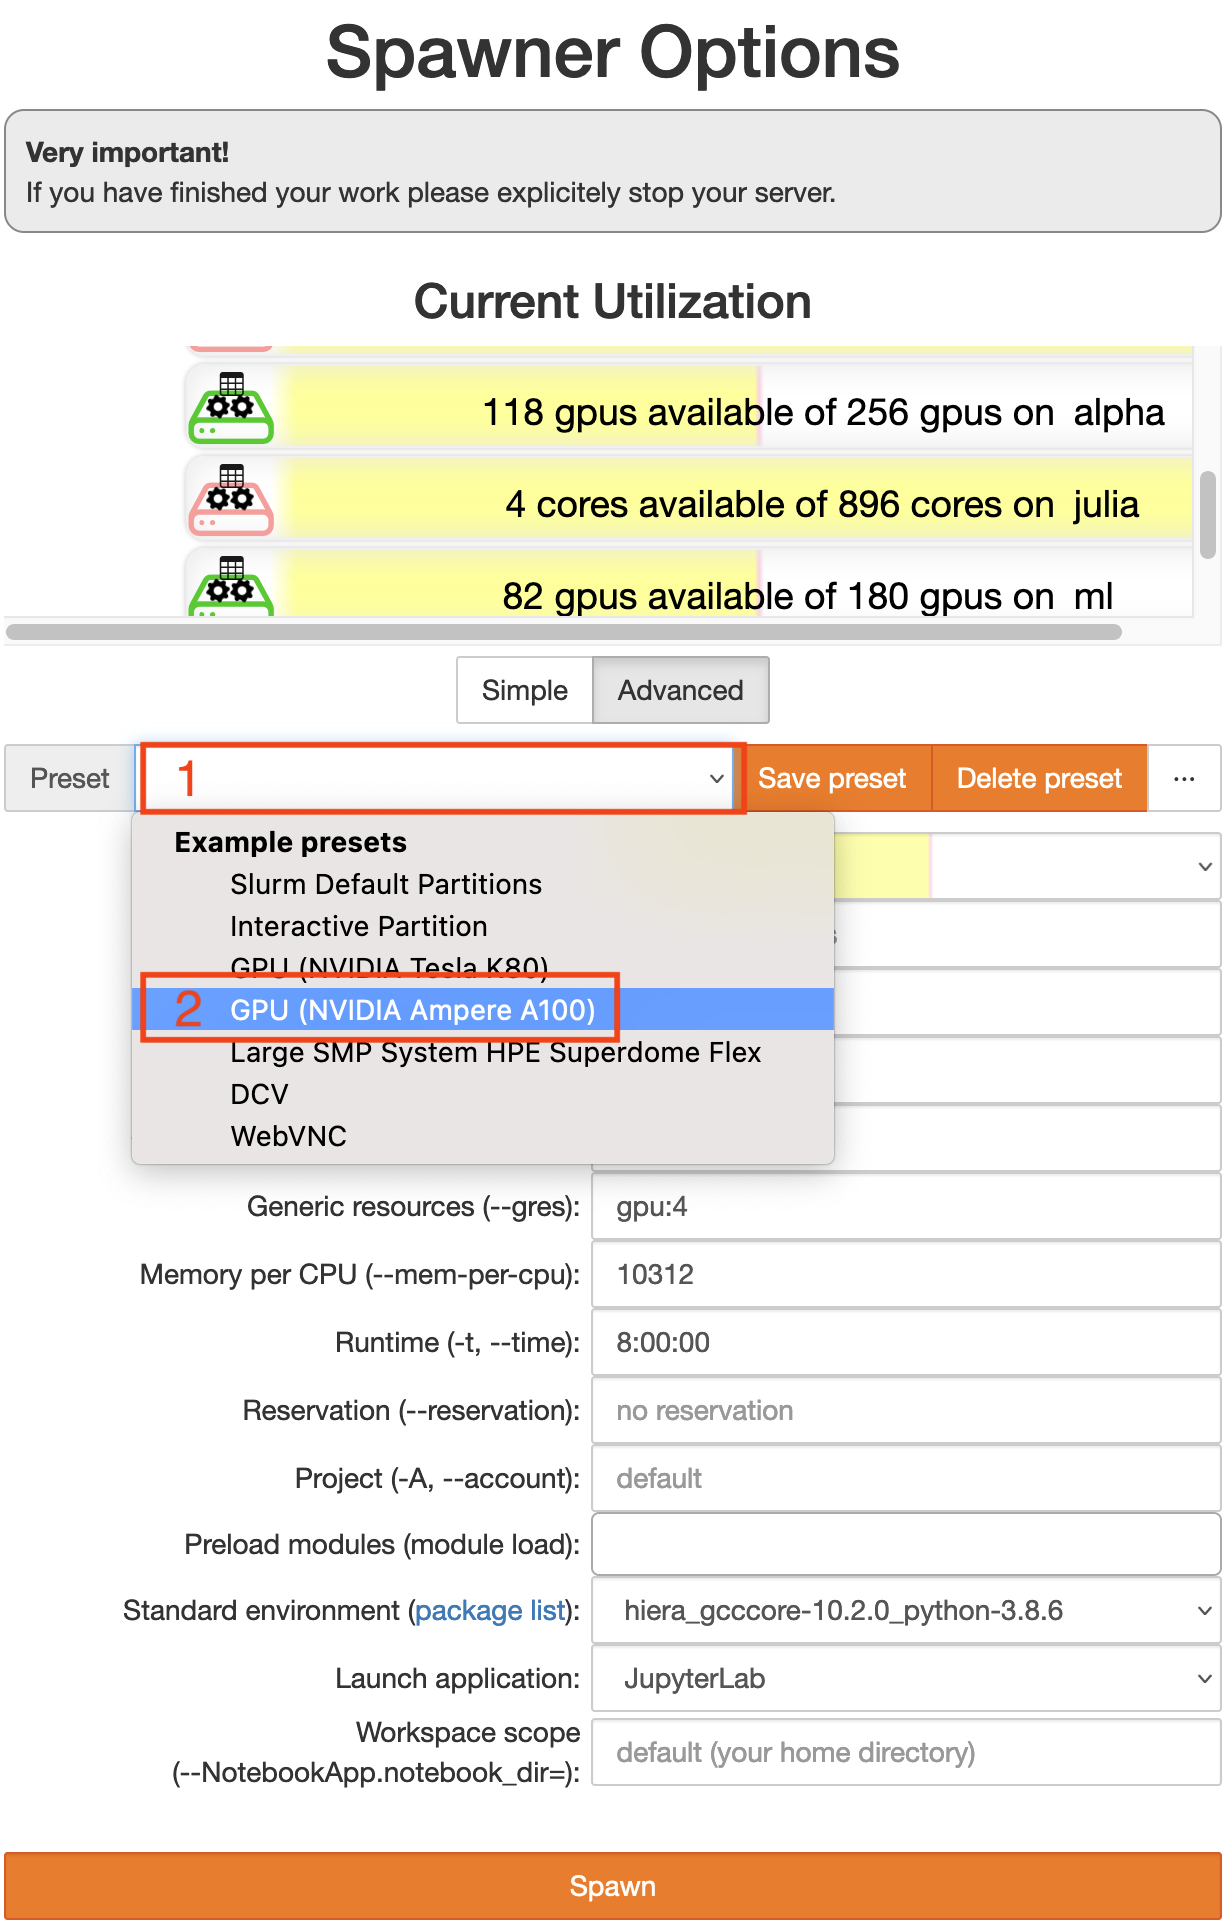 Spawner Options
Very important!
If you have finished your work please explicitely stop your server.
Current Utilization
118 gpus available of 256 gpus on alpha
4 cores available of 896 cores on julia
82 gpus available of 180 gpus on ml
Simple Advanced
Preset 1 Save preset Delete preset ...
Example presets
Slurm Default Partitions
Interactive Partition
GPU (NVIDIA Tesla K80)
2 GPU (NVIDIA Ampere A100)
Large SMP System HPE Superdome Flex
DCV
WebVNC
Generic resources (--gres): gpu:4
Memory per CPU (--mem-per-cpu): 10312
Runtime (-t, --time): 8:00:00
Reservation (--reservation): no reservation
Project (-A, --account): default
Preload modules (module load):
Standard environment (package list): hiera_gcccore-10.2.0_python-3.8.6
Launch application: JupyterLab
Workspace scope
(--NotebookApp.notebook_dir=): default (your home directory)
Spawn